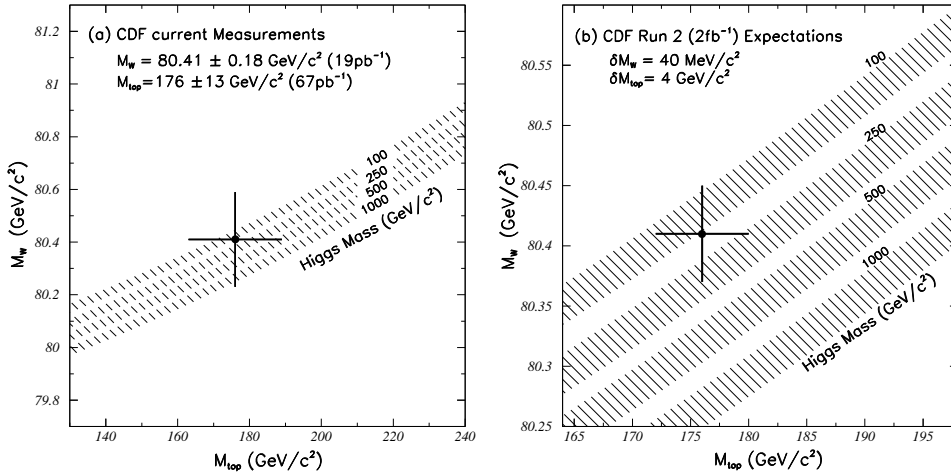 (a) CDF current Measurements
M_W = 80.41 ± 0.18 GeV/c² (19pb⁻¹)
M_top=176 ±13 GeV/c² (67pb⁻¹)
M_W (GeV/c²)
81.2
81
80.8
80.6
80.4
80.2
80
79.8
100
250
500
1000
Higgs Mass (GeV/c²)
140 160 180 200 220 240
M_top (GeV/c²)
(b) CDF Run 2 (2fb⁻¹) Expectations
δM_W = 40 MeV/c²
δM_top= 4 GeV/c²
M_W (GeV/c²)
80.55
80.5
80.45
80.4
80.35
80.3
80.25
100
250
500
1000
Higgs Mass (GeV/c²)
165 170 175 180 185 190 195
M_top (GeV/c²)